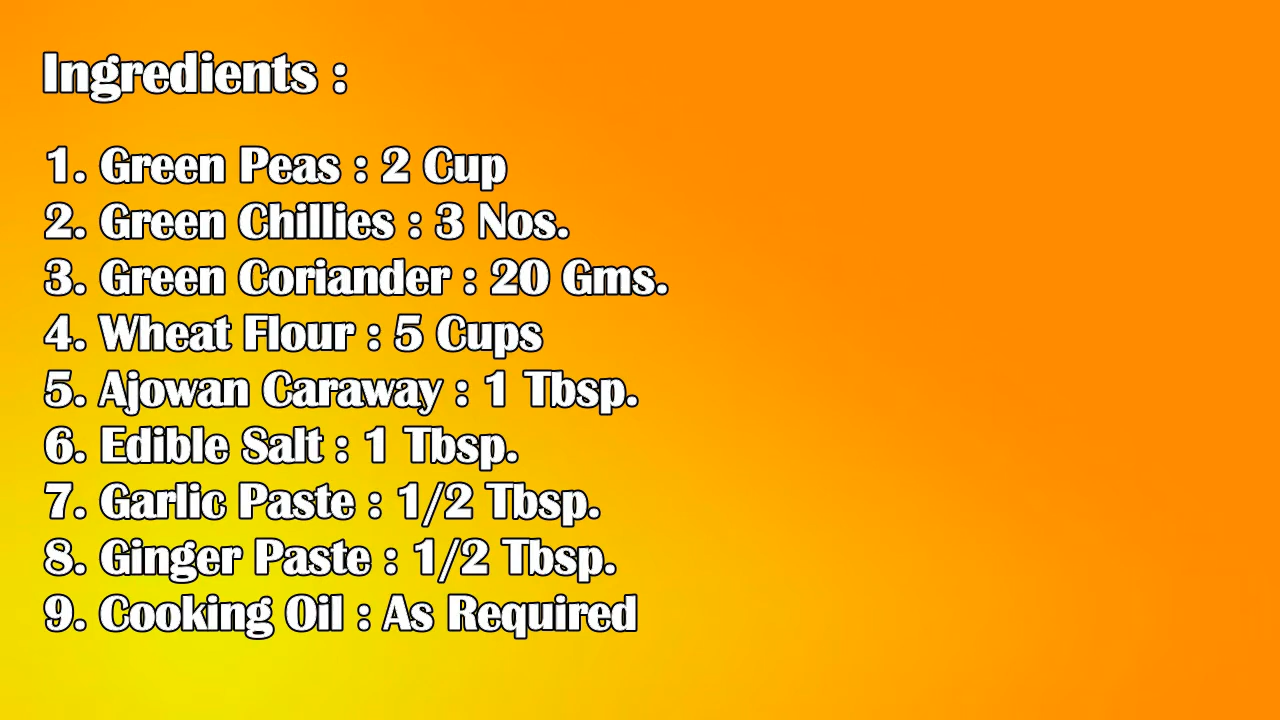 Ingredients :
1. Green Peas : 2 Cup
2. Green Chillies : 3 Nos.
3. Green Coriander : 20 Gms.
4. Wheat Flour : 5 Cups
5. Ajowan Caraway : 1 Tbsp.
6. Edible Salt : 1 Tbsp.
7. Garlic Paste : 1/2 Tbsp.
8. Ginger Paste : 1/2 Tbsp.
9. Cooking Oil : As Required